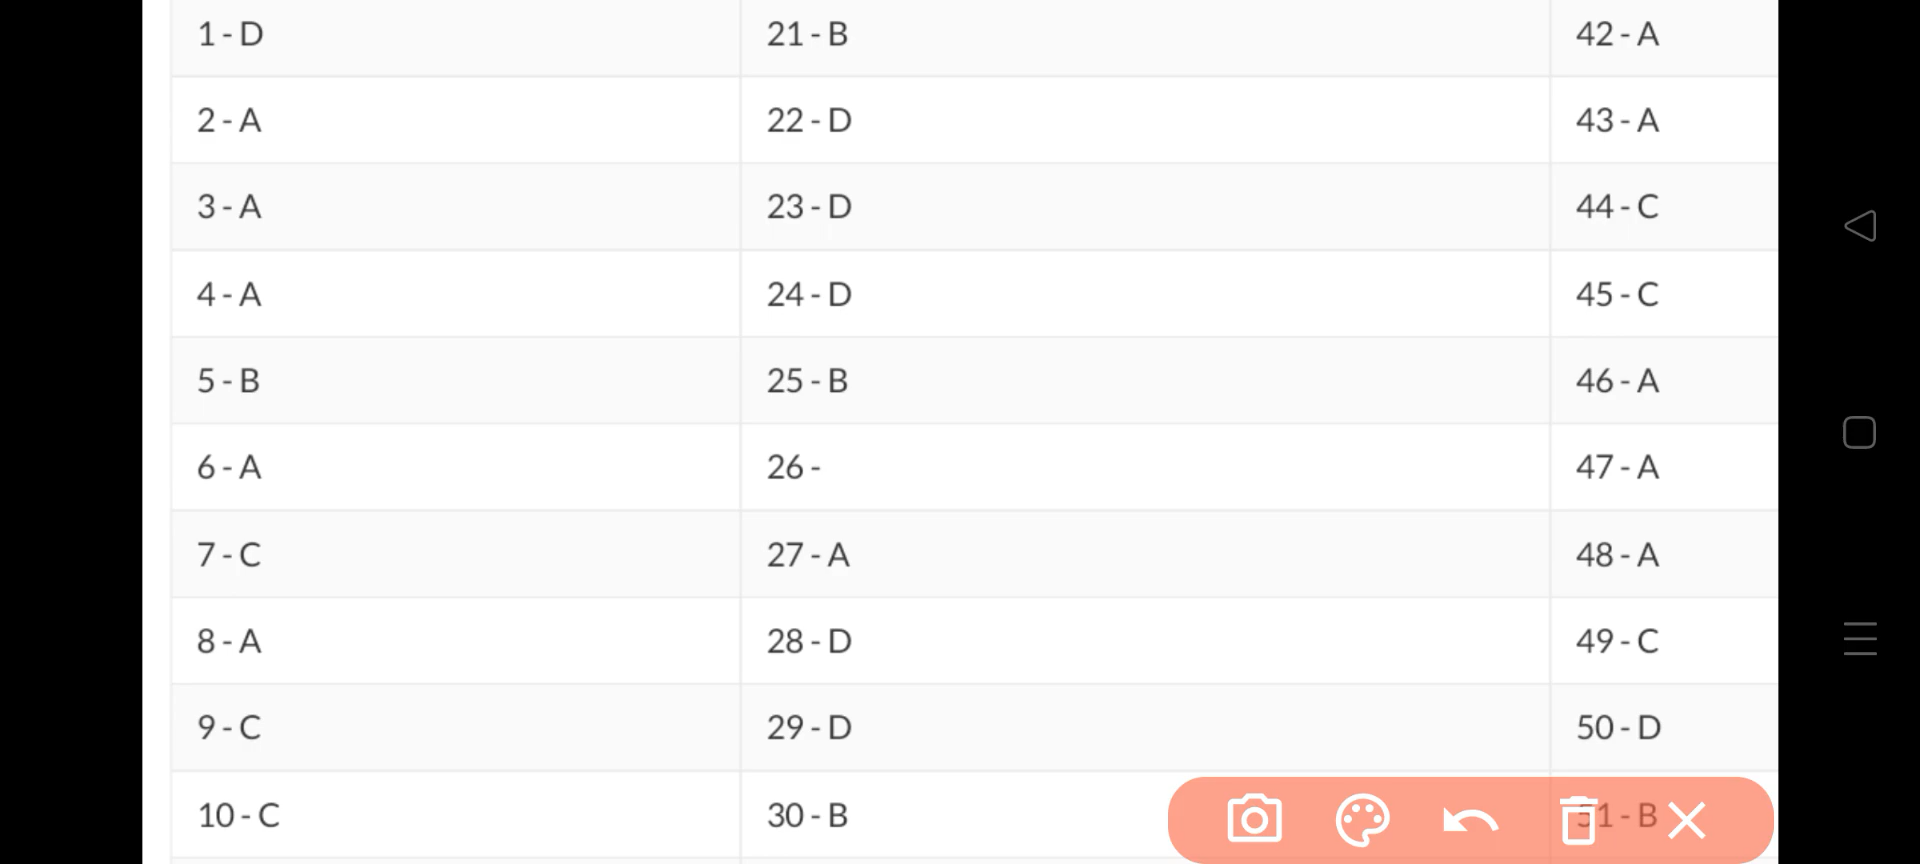 1 - D 21 - B 42 - A
2 - A 22 - D 43 - A
3 - A 23 - D 44 - C
4 - A 24 - D 45 - C
5 - B 25 - B 46 - A
6 - A 26 - 47 - A
7 - C 27 - A 48 - A
8 - A 28 - D 49 - C
9 - C 29 - D 50 - D
10 - C 30 - B 51 - B